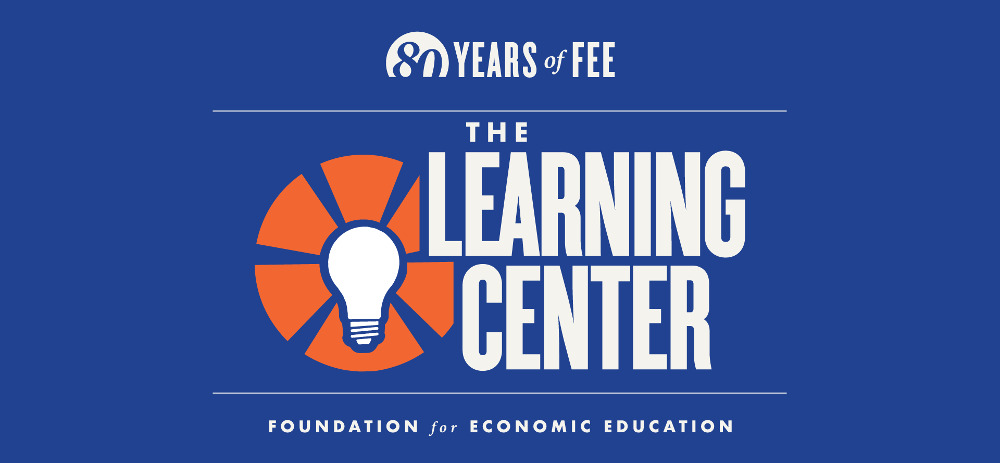 80 YEARS of FEE
THE
LEARNING
CENTER
FOUNDATION for ECONOMIC EDUCATION